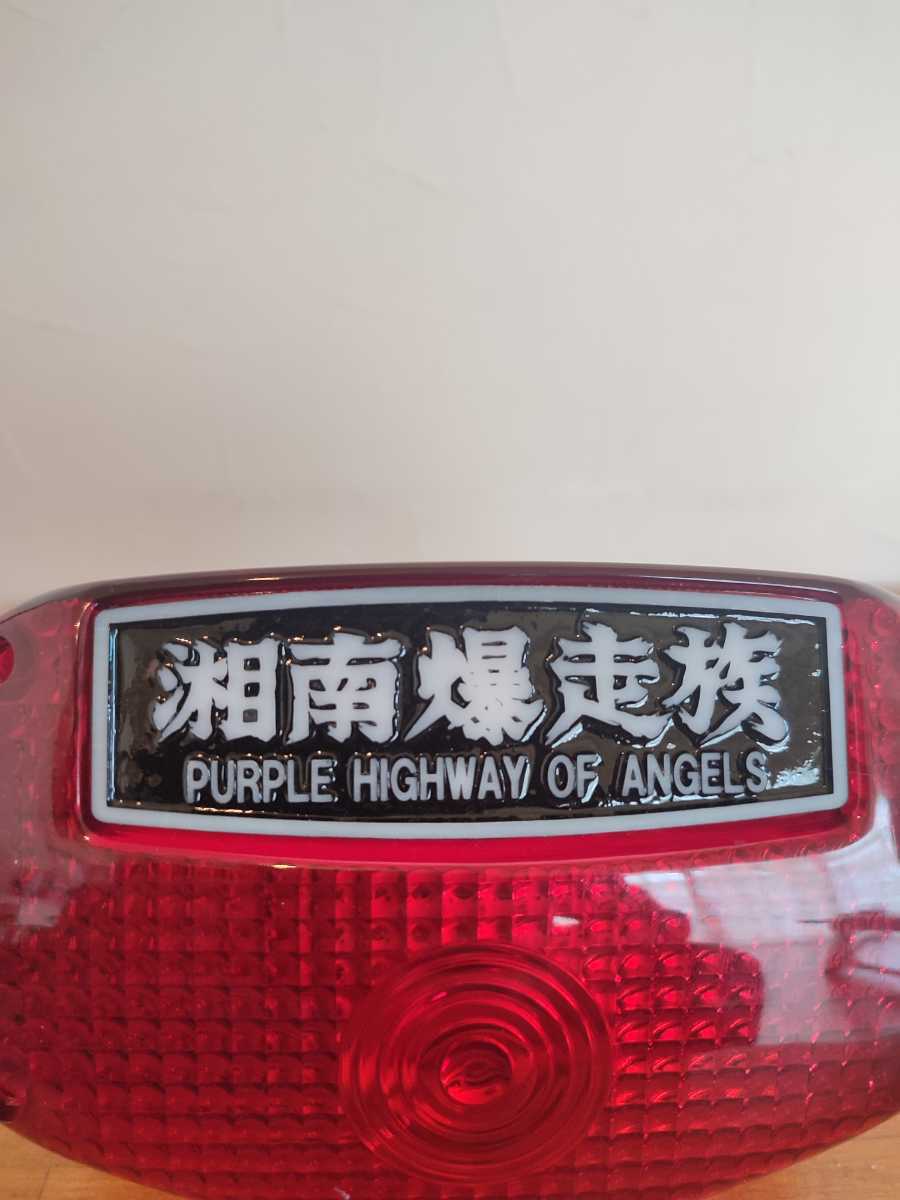 湘南爆走族
PURPLE HIGHWAY OF ANGELS